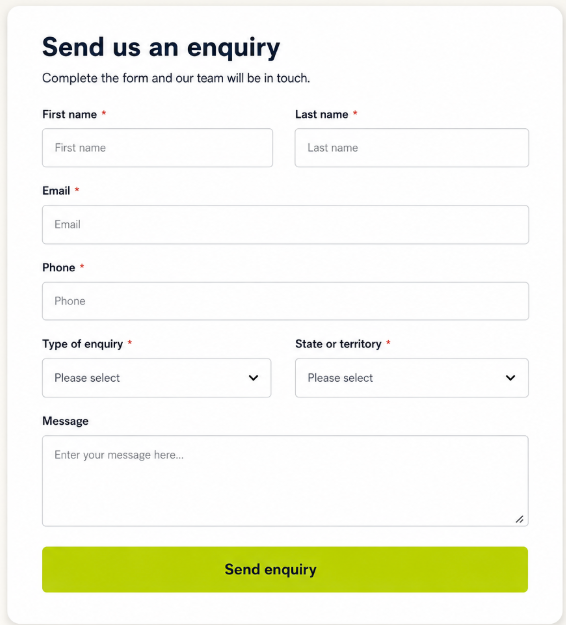 Send us an enquiry
Complete the form and our team will be in touch.
First name * Last name *
First name Last name
Email *
Email
Phone *
Phone
Type of enquiry * State or territory *
Please select Please select
Message
Enter your message here...
Send enquiry